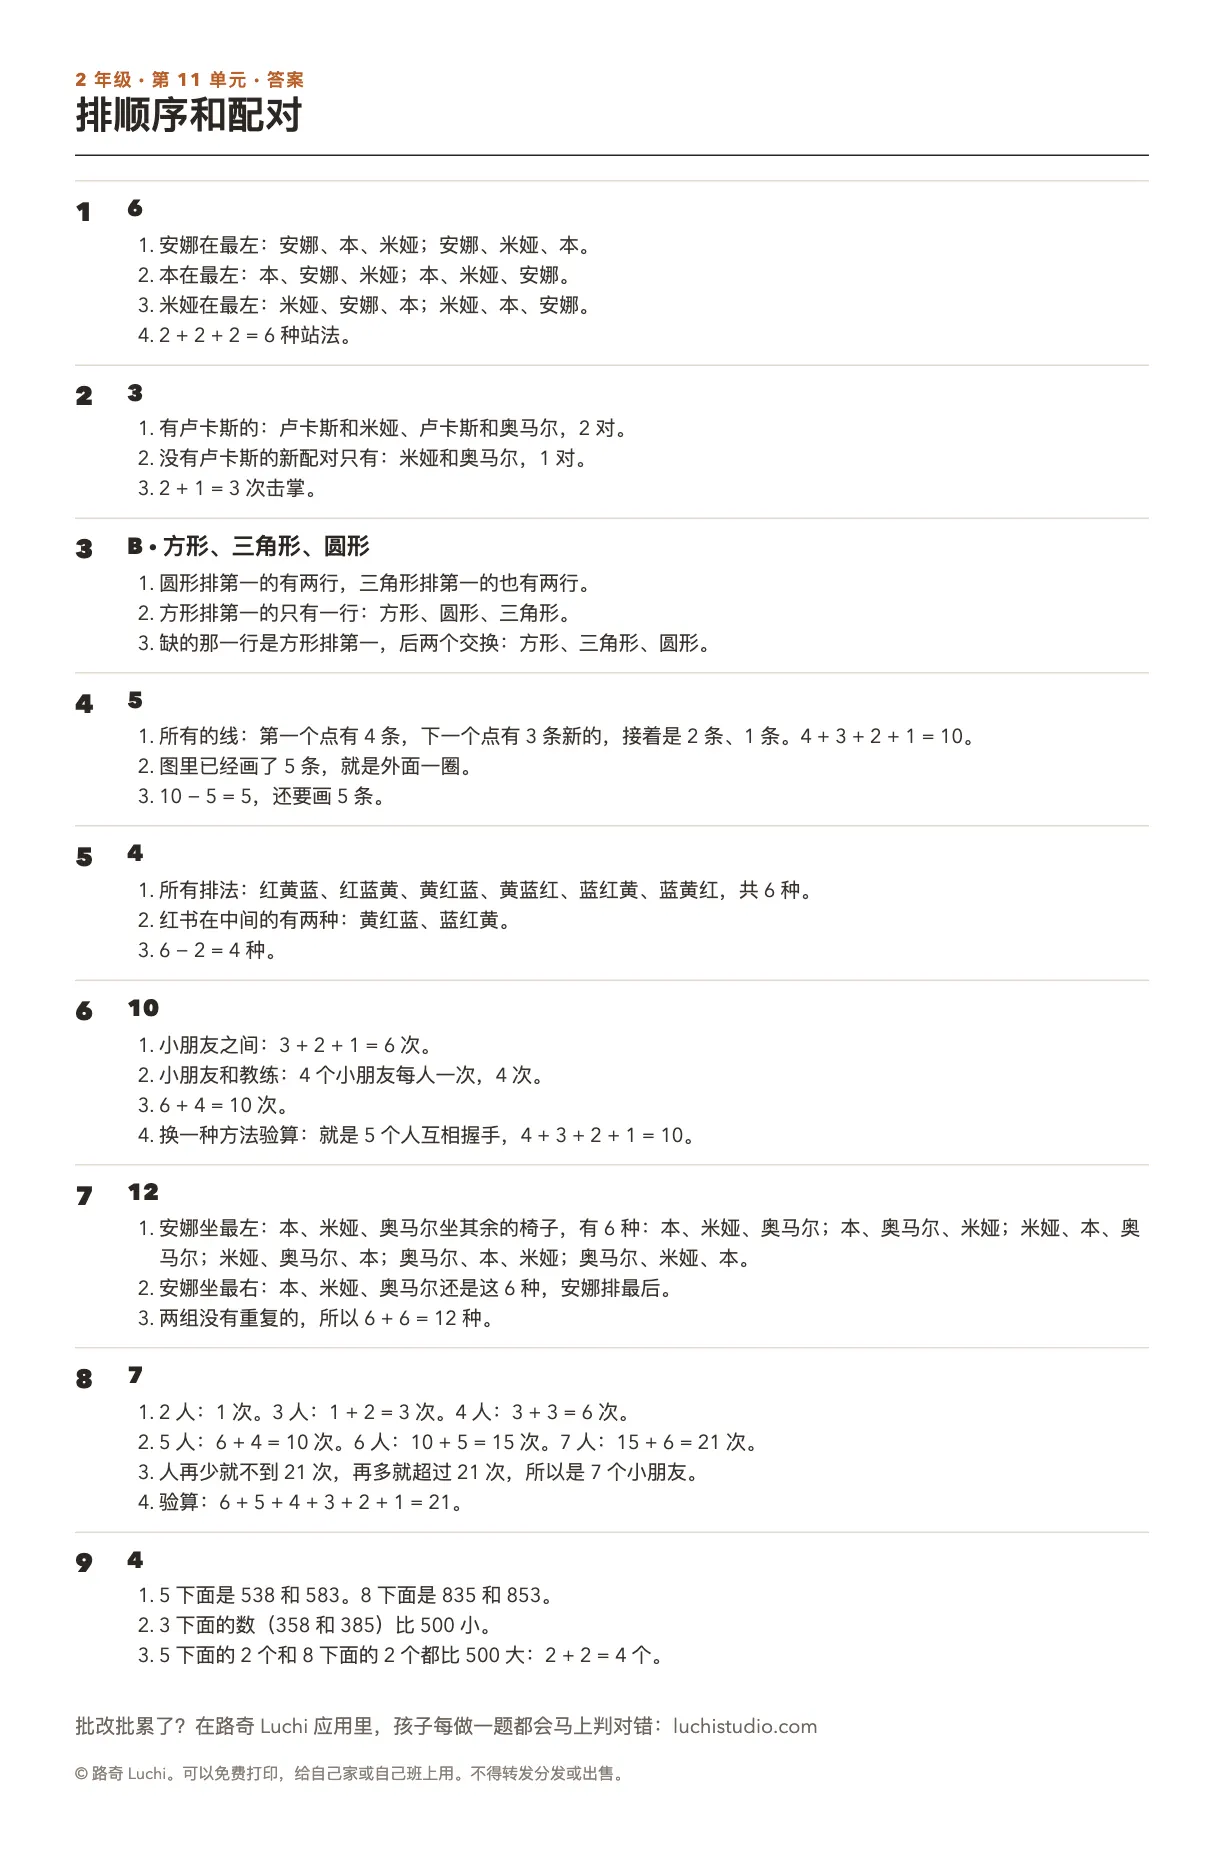 2 年级 · 第 11 单元 · 答案
排顺序和配对
1 6
1. 安娜在最左：安娜、本、米娅；安娜、米娅、本。
2. 本在最左：本、安娜、米娅；本、米娅、安娜。
3. 米娅在最左：米娅、安娜、本；米娅、本、安娜。
4. 2 + 2 + 2 = 6 种站法。
2 3
1. 有卢卡斯的：卢卡斯和米娅、卢卡斯和奥马尔，2 对。
2. 没有卢卡斯的新配对只有：米娅和奥马尔，1 对。
3. 2 + 1 = 3 次击掌。
3 B · 方形、三角形、圆形
1. 圆形排第一的有两行，三角形排第一的也有两行。
2. 方形排第一的只有一行：方形、圆形、三角形。
3. 缺的那一行是方形排第一，后两个交换：方形、三角形、圆形。
4 5
1. 所有的线：第一个点有 4 条，下一个点有 3 条新的，接着是 2 条、1 条。4 + 3 + 2 + 1 = 10。
2. 图里已经画了 5 条，就是外面一圈。
3. 10 − 5 = 5，还要画 5 条。
5 4
1. 所有排法：红黄蓝、红蓝黄、黄红蓝、黄蓝红、蓝红黄、蓝黄红，共 6 种。
2. 红书在中间的有两种：黄红蓝、蓝红黄。
3. 6 − 2 = 4 种。
6 10
1. 小朋友之间：3 + 2 + 1 = 6 次。
2. 小朋友和教练：4 个小朋友每人一次，4 次。
3. 6 + 4 = 10 次。
4. 换一种方法验算：就是 5 个人互相握手，4 + 3 + 2 + 1 = 10。
7 12
1. 安娜坐最左：本、米娅、奥马尔坐其余的椅子，有 6 种：本、米娅、奥马尔；本、奥马尔、米娅；米娅、本、奥
马尔；米娅、奥马尔、本；奥马尔、本、米娅；奥马尔、米娅、本。
2. 安娜坐最右：本、米娅、奥马尔还是这 6 种，安娜排最后。
3. 两组没有重复的，所以 6 + 6 = 12 种。
8 7
1. 2 人：1 次。3 人：1 + 2 = 3 次。4 人：3 + 3 = 6 次。
2. 5 人：6 + 4 = 10 次。6 人：10 + 5 = 15 次。7 人：15 + 6 = 21 次。
3. 人再少就不到 21 次，再多就超过 21 次，所以是 7 个小朋友。
4. 验算：6 + 5 + 4 + 3 + 2 + 1 = 21。
9 4
1. 5 下面是 538 和 583。8 下面是 835 和 853。
2. 3 下面的数（358 和 385）比 500 小。
3. 5 下面的 2 个和 8 下面的 2 个都比 500 大：2 + 2 = 4 个。
批改批累了？在路奇 Luchi 应用里，孩子每做一题都会马上判对错：luchistudio.com
© 路奇 Luchi。可以免费打印，给自己家或自己班上用。不得转发分发或出售。